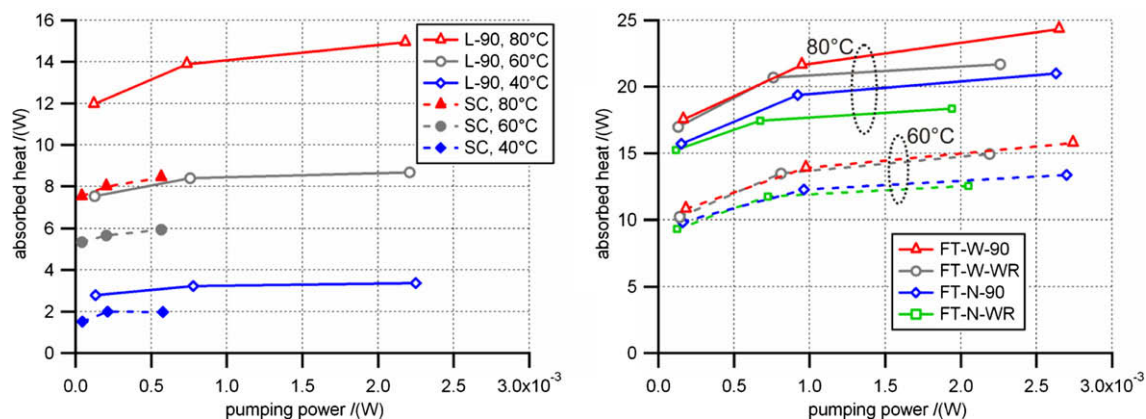 16
14
12
10
8
6
4
2
0
absorbed heat /(W)
L-90, 80°C
L-90, 60°C
L-90, 40°C
SC, 80°C
SC, 60°C
SC, 40°C
0.0 0.5 1.0 1.5 2.0 2.5 3.0x10⁻³
pumping power /(W)
25
20
15
10
5
0
absorbed heat /(W)
80°C
60°C
FT-W-90
FT-W-WR
FT-N-90
FT-N-WR
0.0 0.5 1.0 1.5 2.0 2.5 3.0x10⁻³
pumping power /(W)